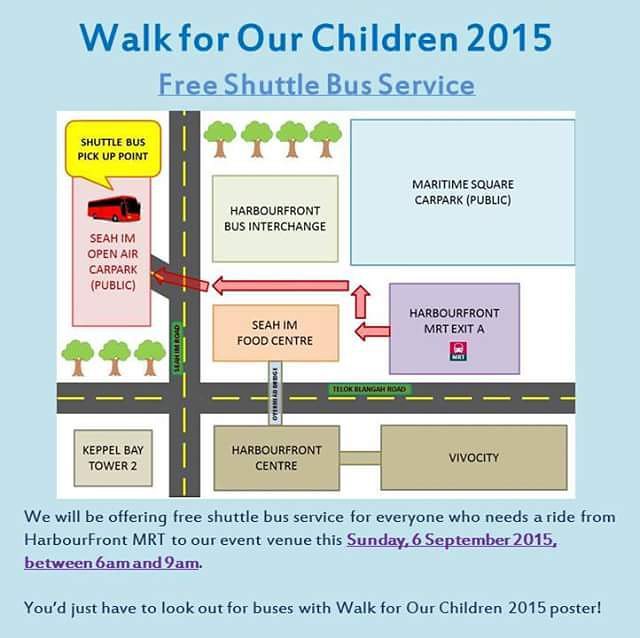 Walk for Our Children 2015
Free Shuttle Bus Service
SHUTTLE BUS
PICK UP POINT
SEAH IM
OPEN AIR
CARPARK
(PUBLIC)
HARBOURFRONT
BUS INTERCHANGE
MARITIME SQUARE
CARPARK (PUBLIC)
SEAH IM
FOOD CENTRE
HARBOURFRONT
MRT EXIT A
MRT
SEAH IM ROAD
TELOK BLANGAH ROAD
OVERHEAD BRIDGE
KEPPEL BAY
TOWER 2
HARBOURFRONT
CENTRE
VIVOCITY
We will be offering free shuttle bus service for everyone who needs a ride from
HarbourFront MRT to our event venue this Sunday, 6 September 2015,
between 6am and 9am.
You'd just have to look out for buses with Walk for Our Children 2015 poster!